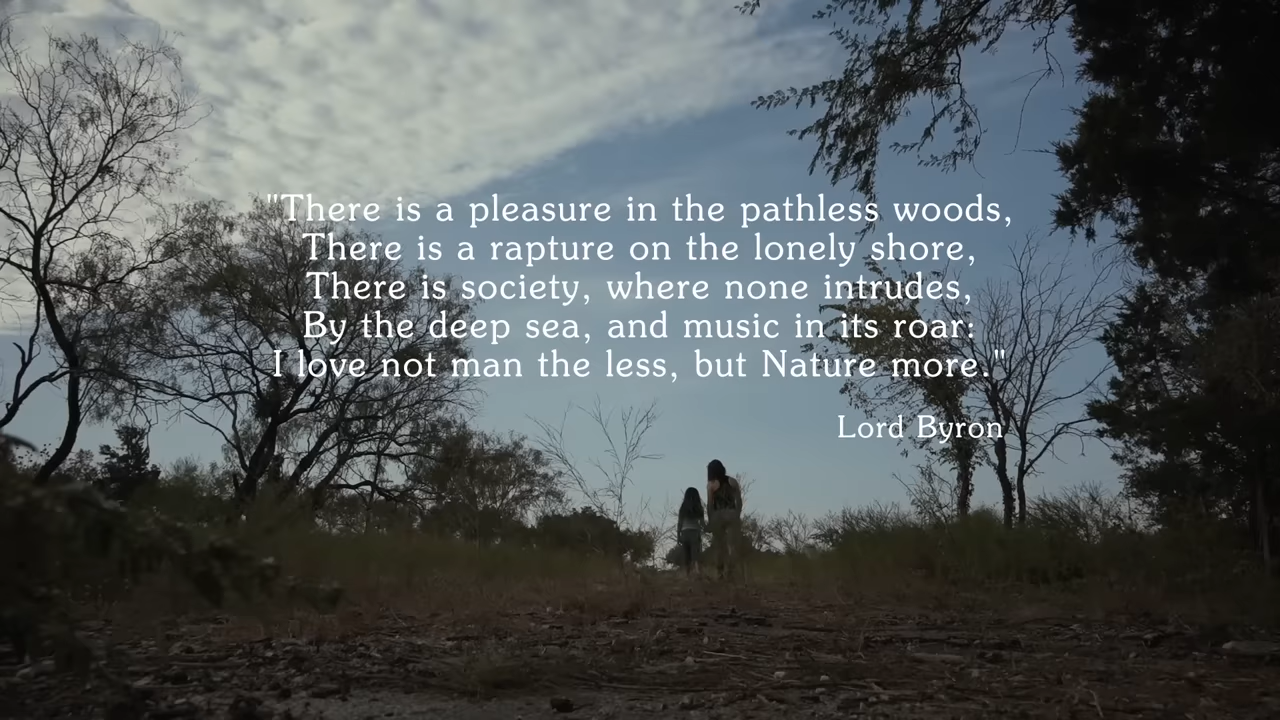 "There is a pleasure in the pathless woods,
There is a rapture on the lonely shore,
There is society, where none intrudes,
By the deep sea, and music in its roar:
I love not man the less, but Nature more."
Lord Byron